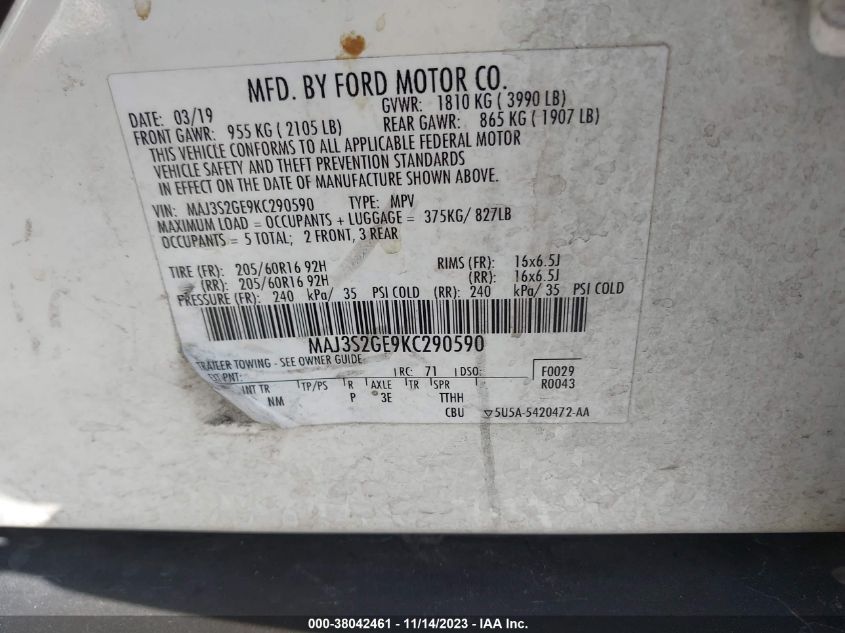 MFD. BY FORD MOTOR CO.
DATE: 03/19 GVWR: 1810 KG ( 3990 LB)
FRONT GAWR: 955 KG ( 2105 LB) REAR GAWR: 865 KG ( 1907 LB)
THIS VEHICLE CONFORMS TO ALL APPLICABLE FEDERAL MOTOR
VEHICLE SAFETY AND THEFT PREVENTION STANDARDS
IN EFFECT ON THE DATE OF MANUFACTURE SHOWN ABOVE.
VIN: MAJ3S2GE9KC290590 TYPE: MPV
MAXIMUM LOAD = OCCUPANTS + LUGGAGE = 375KG/ 827LB
OCCUPANTS = 5 TOTAL; 2 FRONT, 3 REAR
TIRE (FR): 205/60R16 92H RIMS (FR): 16x6.5J
(RR): 205/60R16 92H (RR): 16x6.5J
PRESSURE (FR): 240 kPa/ 35 PSI COLD (RR): 240 kPa/ 35 PSI COLD
MAJ3S2GE9KC290590
TRAILER TOWING - SEE OWNER GUIDE
EXT PNT: RC: 71 DSO: F0029
R0043
INT TR TP/PS R AXLE TR SPR
NM P 3E TTHH
CBU ▽5U5A-5420472-AA
000-38042461 - 11/14/2023 - IAA Inc.